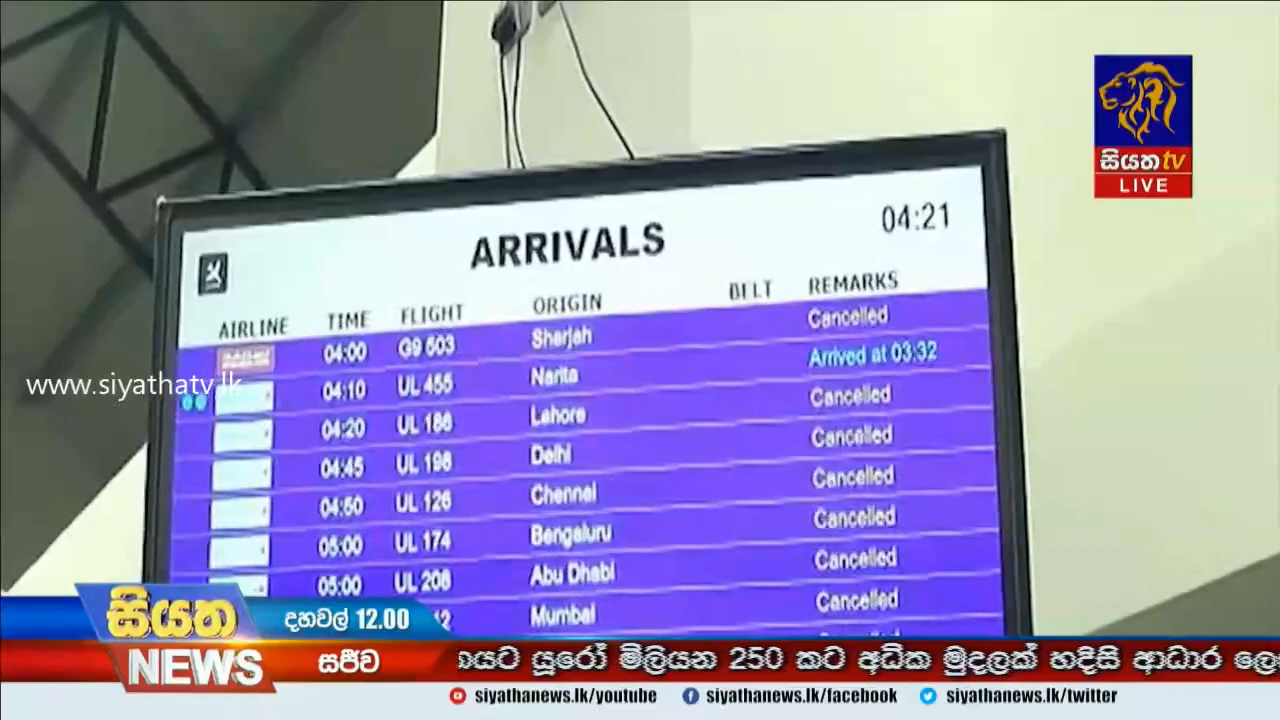 සියත tv
LIVE
ARRIVALS 04:21
AIRLINE TIME FLIGHT ORIGIN BELT REMARKS
04:00 G9 503 Sharjah Cancelled
04:10 UL 455 Narita Arrived at 03:32
04:20 UL 186 Lahore Cancelled
04:45 UL 196 Delhi Cancelled
04:50 UL 126 Chennai Cancelled
05:00 UL 174 Bengaluru Cancelled
05:00 UL 208 Abu Dhabi Cancelled
Mumbai Cancelled
www.siyathatv.lk
සියත දහවල් 12.00
NEWS සජීව
යූරෝ මිලියන 250 කට අධික මුදලක් හදිසි ආධාර
siyathanews.lk/youtube siyathanews.lk/facebook siyathanews.lk/twitter